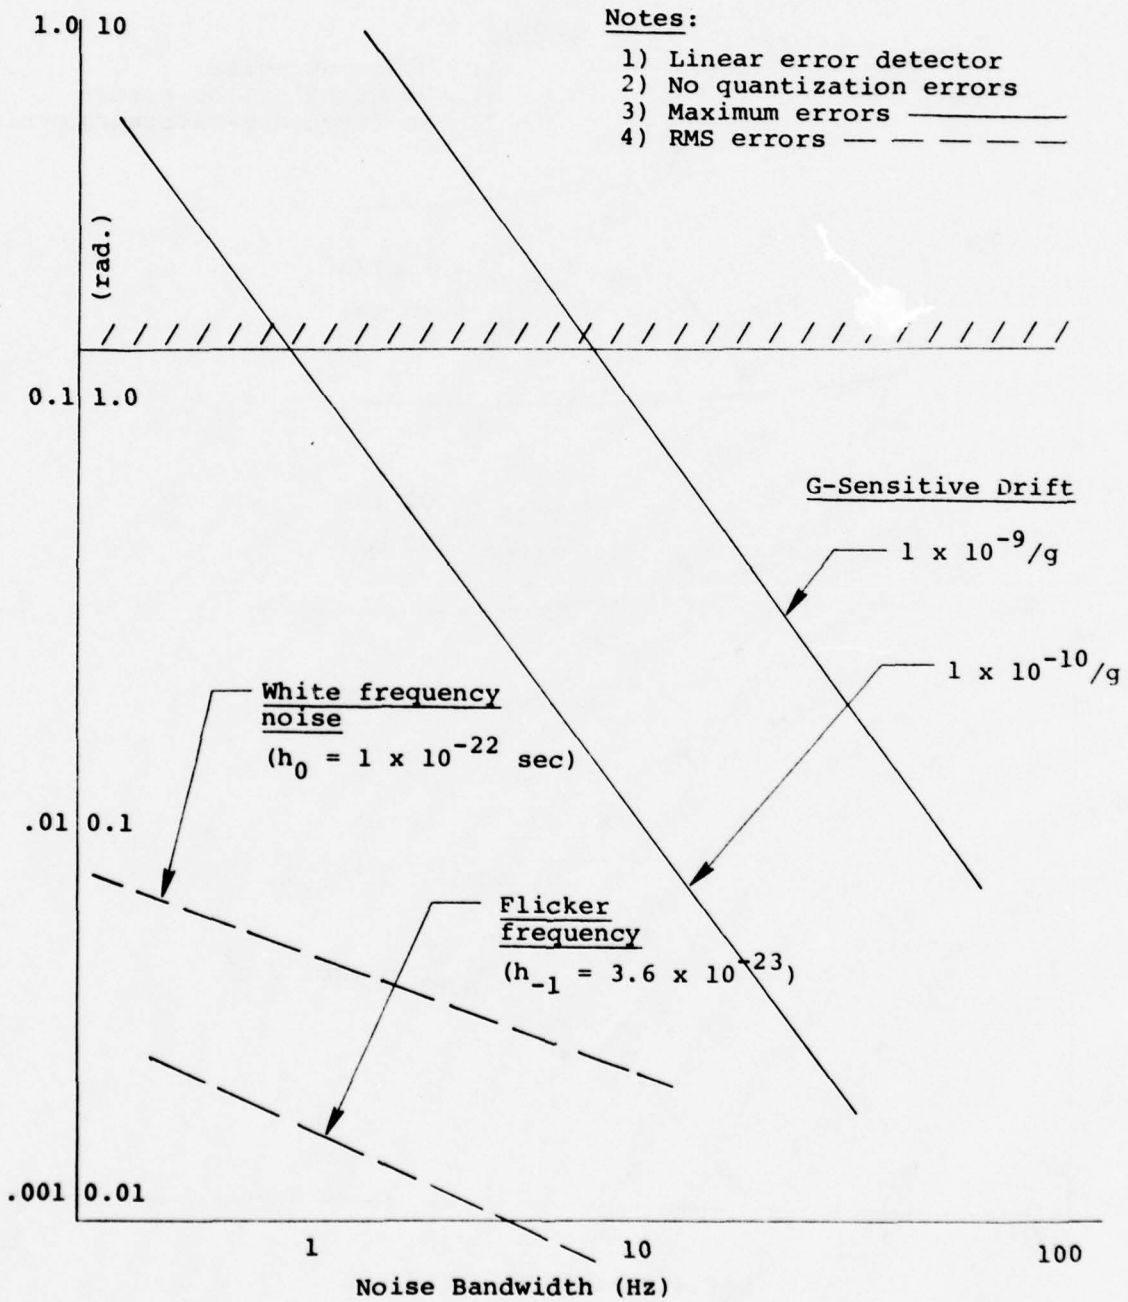 1.0 10
Notes:
1) Linear error detector
2) No quantization errors
3) Maximum errors
4) RMS errors
(rad.)
0.1 1.0
G-Sensitive Drift
1 x 10^-9/g
1 x 10^-10/g
White frequency
noise
(h_0 = 1 x 10^-22 sec)
.01 0.1
Flicker
frequency
(h_-1 = 3.6 x 10^-23)
.001 0.01
1 10 100
Noise Bandwidth (Hz)